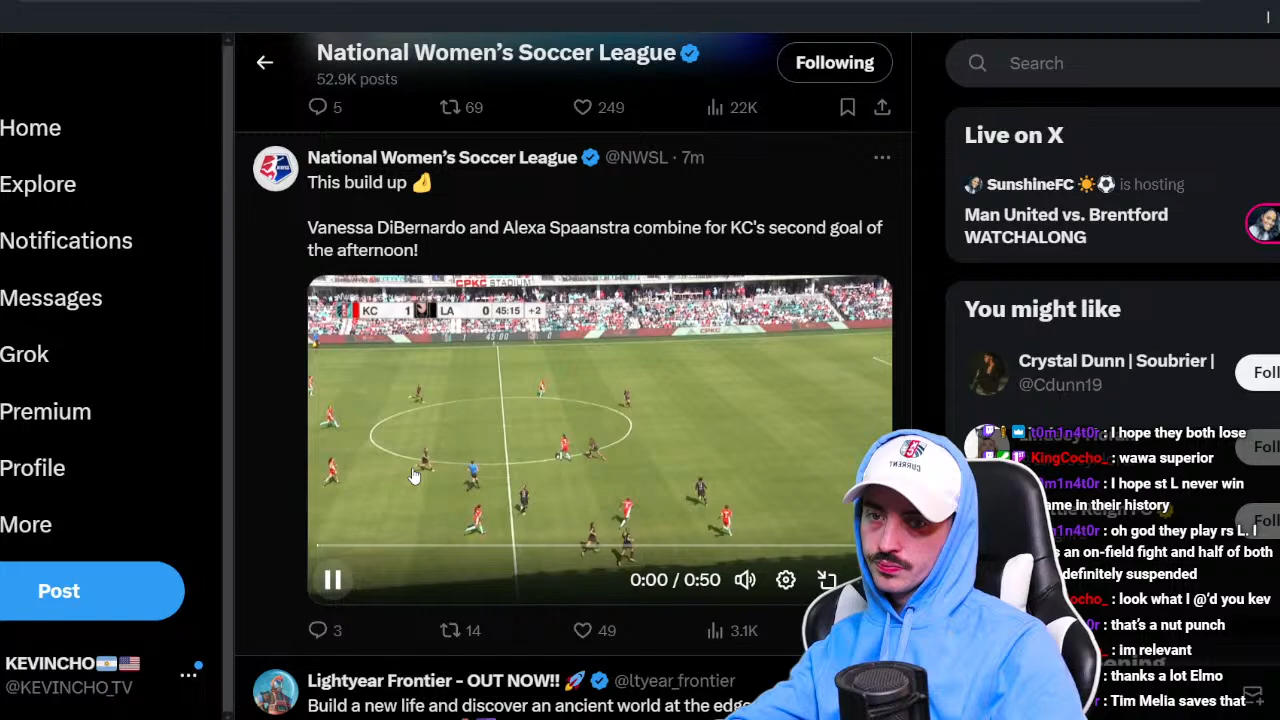 National Women's Soccer League
52.9K posts
Following
Search
5
69
249
22K
Home
Explore
Notifications
Messages
Grok
Premium
Profile
More
Post
KEVINCHO🇦🇷🇺🇸
@KEVINCHO_TV
National Women's Soccer League @NWSL · 7m
This build up 🤌
Vanessa DiBernardo and Alexa Spaanstra combine for KC's second goal of
the afternoon!
CPKC STADIUM
KC 1 LA 0 45:15 +2
0:00 / 0:50
3
14
49
3.1K
Lightyear Frontier - OUT NOW!! 🚀 @ltyear_frontier
Build a new life and discover an ancient world at the edge
Live on X
SunshineFC ☀️⚽ is hosting
Man United vs. Brentford
WATCHALONG
You might like
Crystal Dunn | Soubrier |
@Cdunn19
Foll
t0m1n4t0r : I hope they both lose
KingCocho_ : wawa superior
m1n4t0r : I hope st L never win
ame in their history
m1n4t0r : oh god they play rs L. I
s an on-field fight and half of both
definitely suspended
ocho_ : look what I @'d you kev
r : that's a nut punch
: im relevant
: thanks a lot Elmo
r : Tim Melia saves that
CURRENT